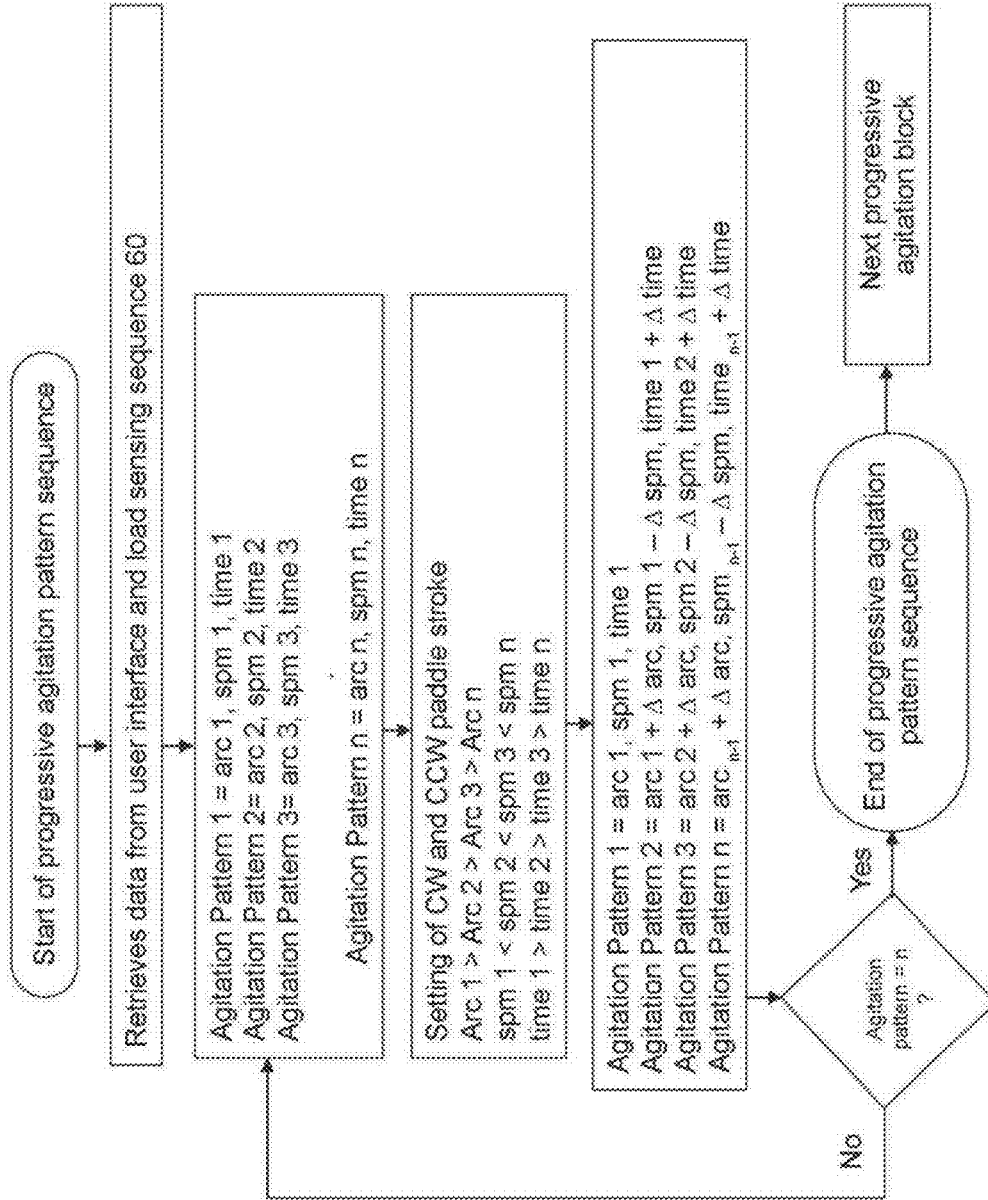 Start of progressive agitation pattern sequence
Retrieves data from user interface and load sensing sequence 60
Agitation Pattern 1 = arc 1, spm 1, time 1
Agitation Pattern 2= arc 2, spm 2, time 2
Agitation Pattern 3= arc 3, spm 3, time 3
Agitation Pattern n = arc n, spm n, time n
Setting of CW and CCW paddle stroke
Arc 1 > Arc 2 > Arc 3 > Arc n
spm 1 < spm 2 < spm 3 < spm n
time 1 > time 2 > time 3 > time n
Agitation Pattern 1 = arc 1, spm 1, time 1
Agitation Pattern 2 = arc 1 + Δ arc, spm 1 – Δ spm, time 1 + Δ time
Agitation Pattern 3 = arc 2 + Δ arc, spm 2 – Δ spm, time 2 + Δ time
Agitation Pattern n = arc n-1 + Δ arc, spm n-1 – Δ spm, time n-1 + Δ time
Agitation
pattern = n
?
No
Yes
End of progressive agitation
pattern sequence
Next progressive
agitation block